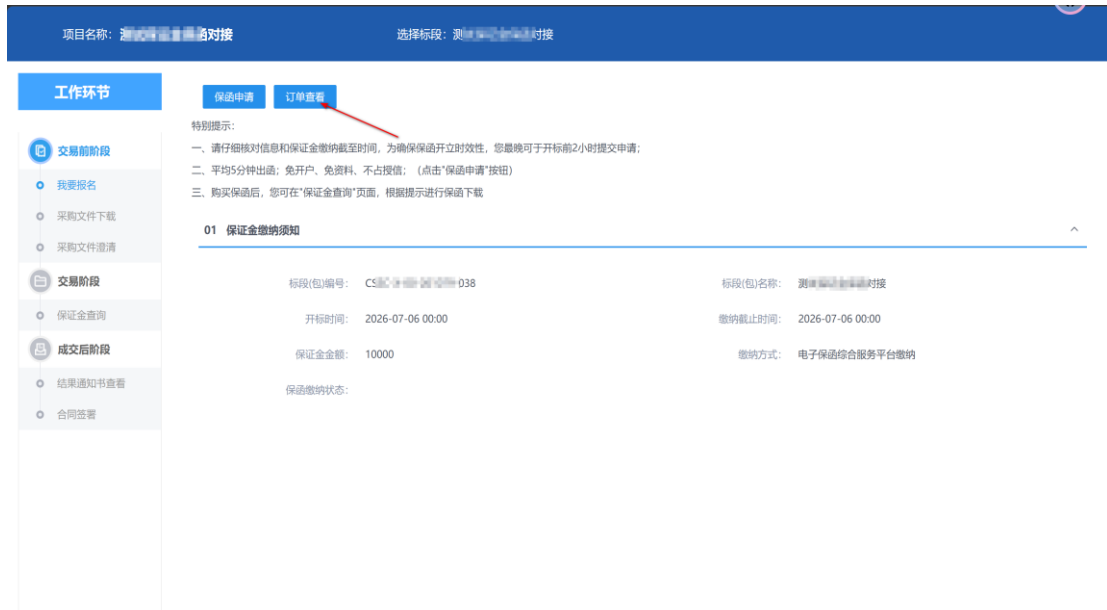 项目名称：函对接 选择标段：测对接
工作环节
保函申请 订单查看
特别提示：
一、请仔细核对信息和保证金缴纳截至时间，为确保保函开立时效性，您最晚可于开标前2小时提交申请；
二、平均5分钟出函；免开户、免资料、不占授信；（点击"保函申请"按钮）
三、购买保函后，您可在"保证金查询"页面，根据提示进行保函下载
交易前阶段
我要报名
采购文件下载
采购文件澄清
交易阶段
保证金查询
成交后阶段
结果通知书查看
合同签署
01 保证金缴纳须知
标段(包)编号： CS 038 标段(包)名称： 测对接
开标时间： 2026-07-06 00:00 缴纳截止时间： 2026-07-06 00:00
保证金金额： 10000 缴纳方式： 电子保函综合服务平台缴纳
保函缴纳状态：